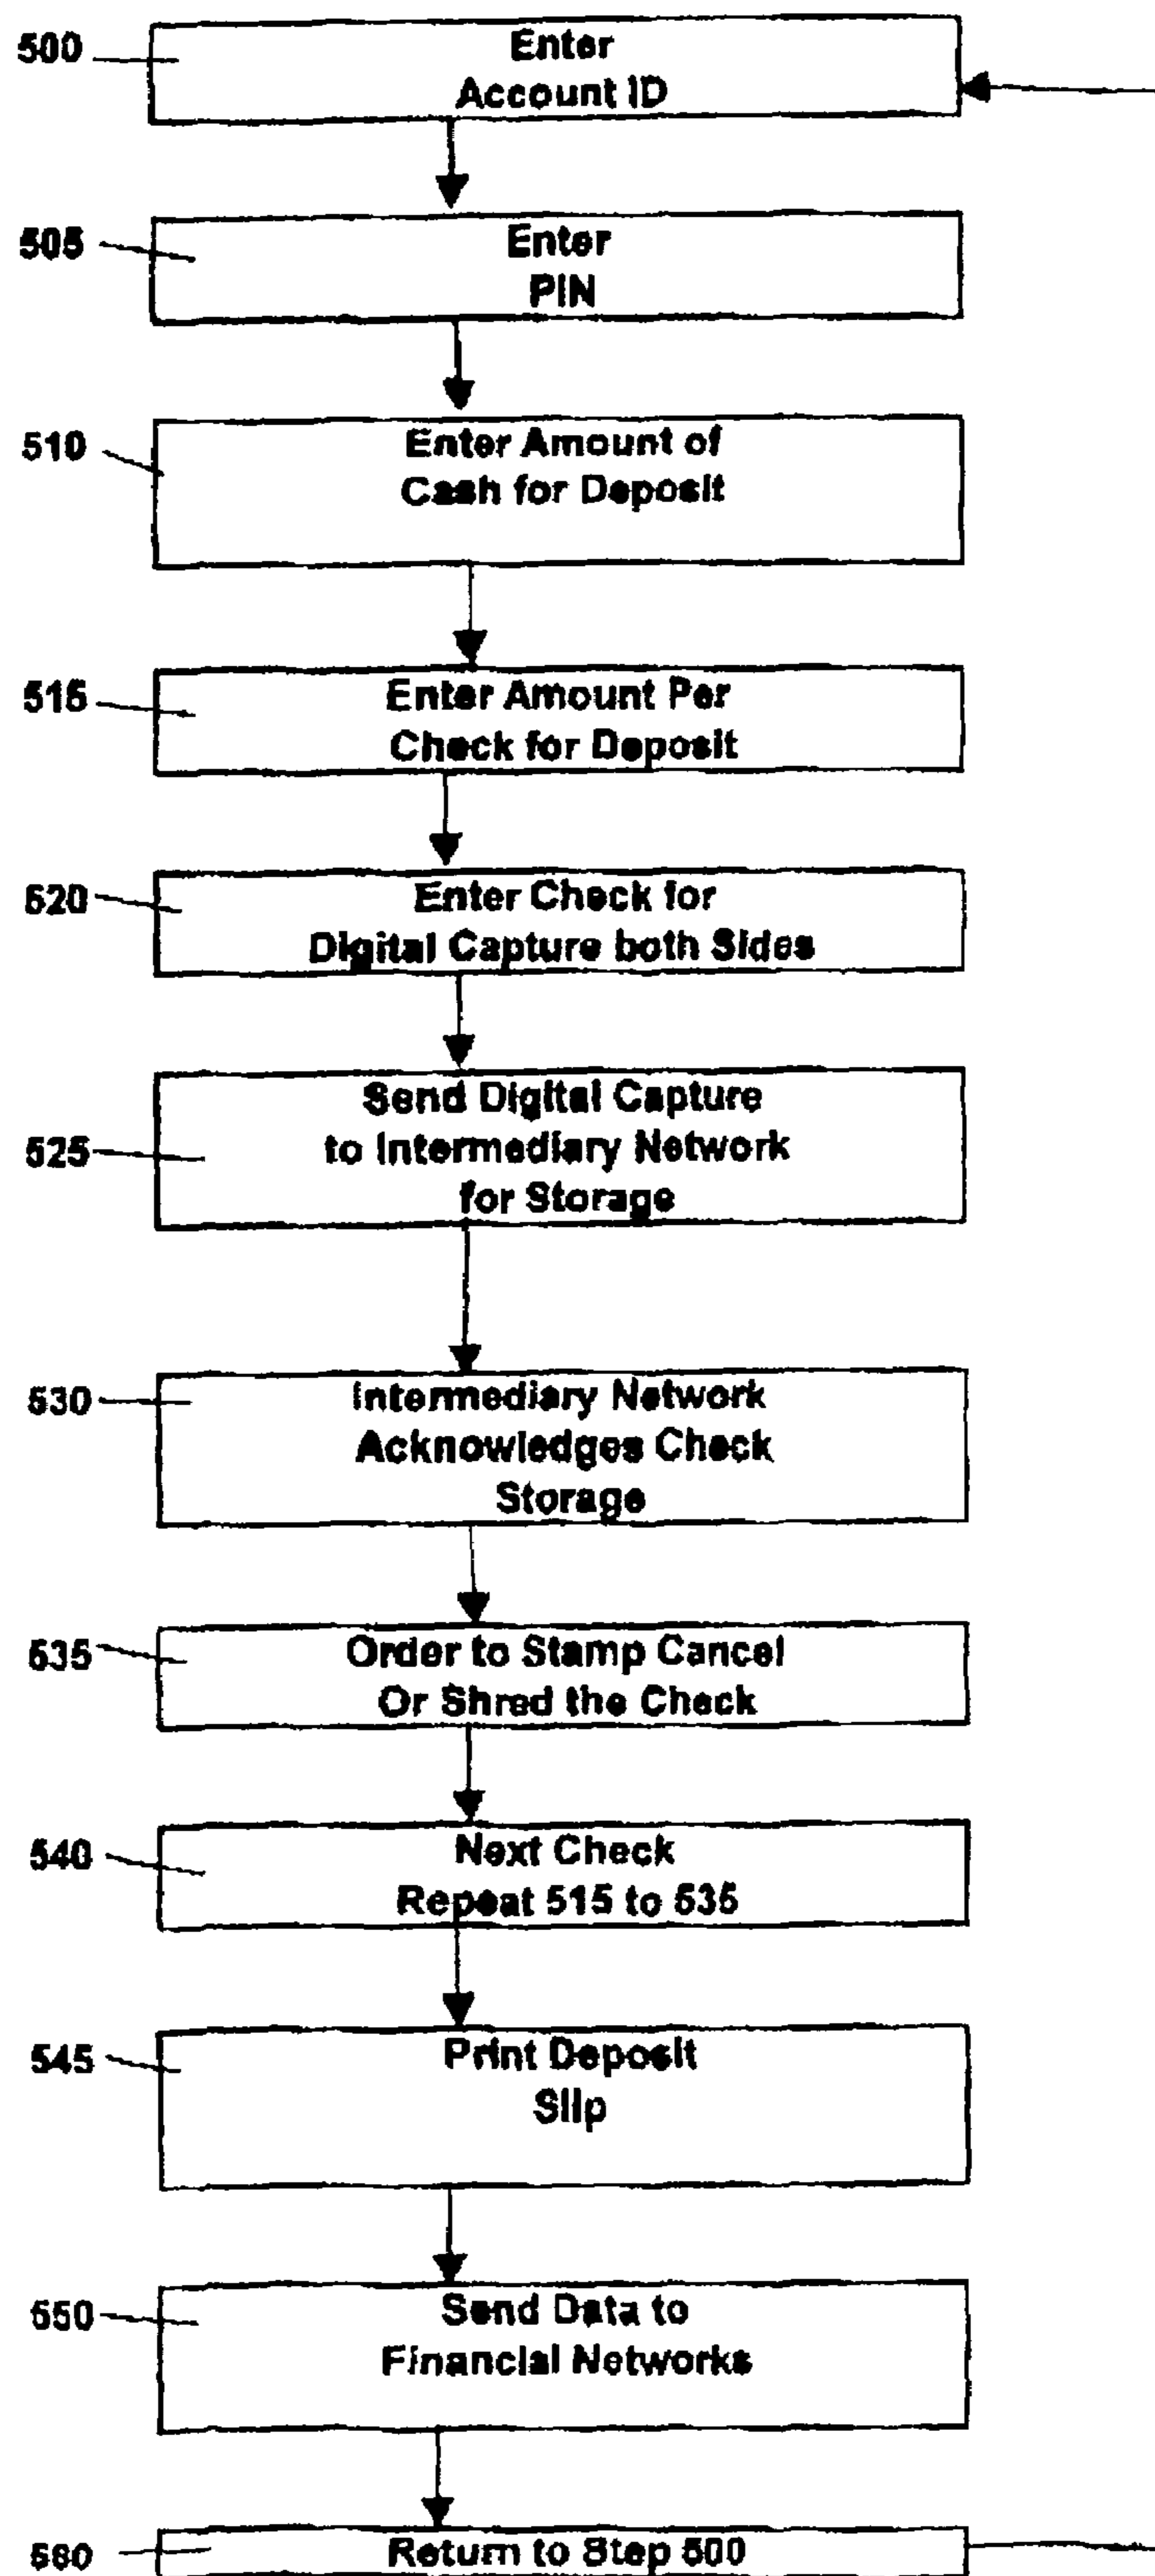 500
Enter
Account ID
505
Enter
PIN
510
Enter Amount of
Cash for Deposit
515
Enter Amount Per
Check for Deposit
520
Enter Check for
Digital Capture both Sides
525
Send Digital Capture
to Intermediary Network
for Storage
530
Intermediary Network
Acknowledges Check
Storage
535
Order to Stamp Cancel
Or Shred the Check
540
Next Check
Repeat 515 to 535
545
Print Deposit
Slip
550
Send Data to
Financial Networks
560
Return to Step 500